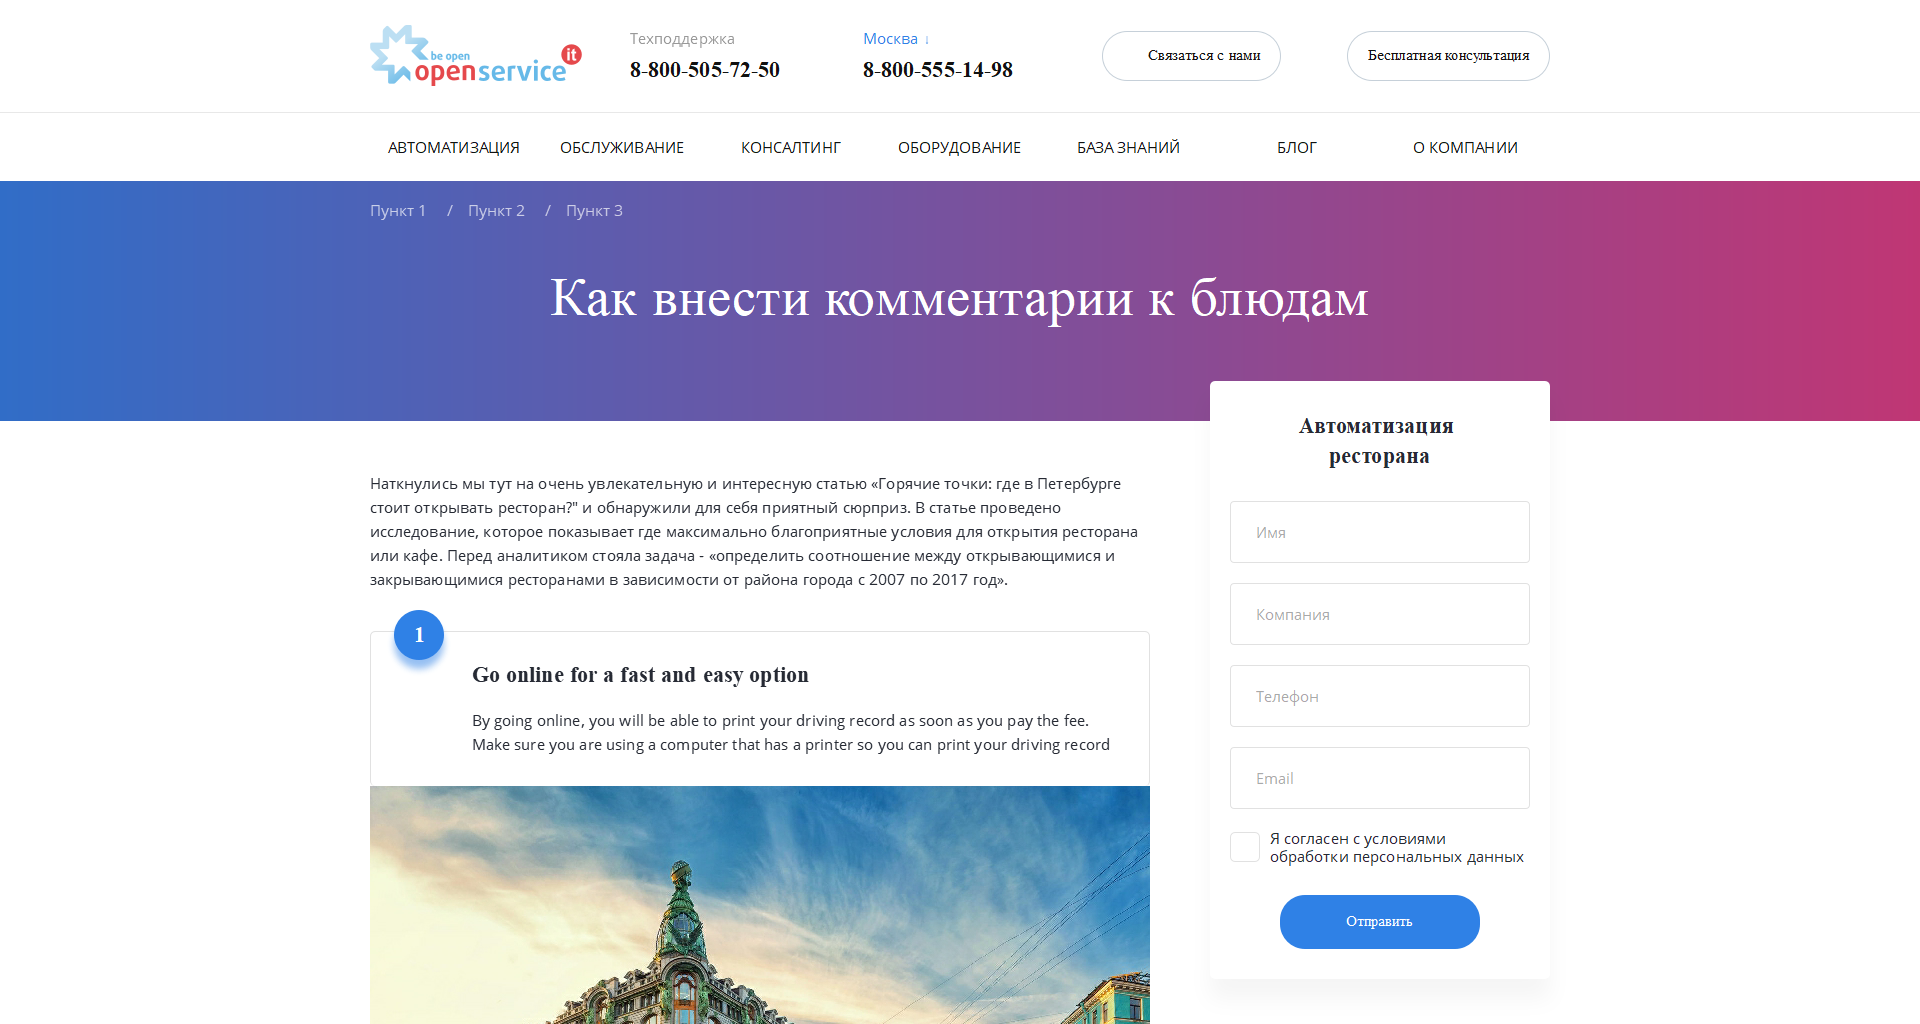 be open
openservice it
Техподдержка
8-800-505-72-50
Москва ↓
8-800-555-14-98
Связаться с нами
Бесплатная консультация
АВТОМАТИЗАЦИЯ ОБСЛУЖИВАНИЕ КОНСАЛТИНГ ОБОРУДОВАНИЕ БАЗА ЗНАНИЙ БЛОГ О КОМПАНИИ
Пункт 1 / Пункт 2 / Пункт 3
Как внести комментарии к блюдам
Наткнулись мы тут на очень увлекательную и интересную статью «Горячие точки: где в Петербурге
стоит открывать ресторан?" и обнаружили для себя приятный сюрприз. В статье проведено
исследование, которое показывает где максимально благоприятные условия для открытия ресторана
или кафе. Перед аналитиком стояла задача - «определить соотношение между открывающимися и
закрывающимися ресторанами в зависимости от района города с 2007 по 2017 год».
1
Go online for a fast and easy option
By going online, you will be able to print your driving record as soon as you pay the fee.
Make sure you are using a computer that has a printer so you can print your driving record
Автоматизация
ресторана
Имя
Компания
Телефон
Email
Я согласен с условиями
обработки персональных данных
Отправить